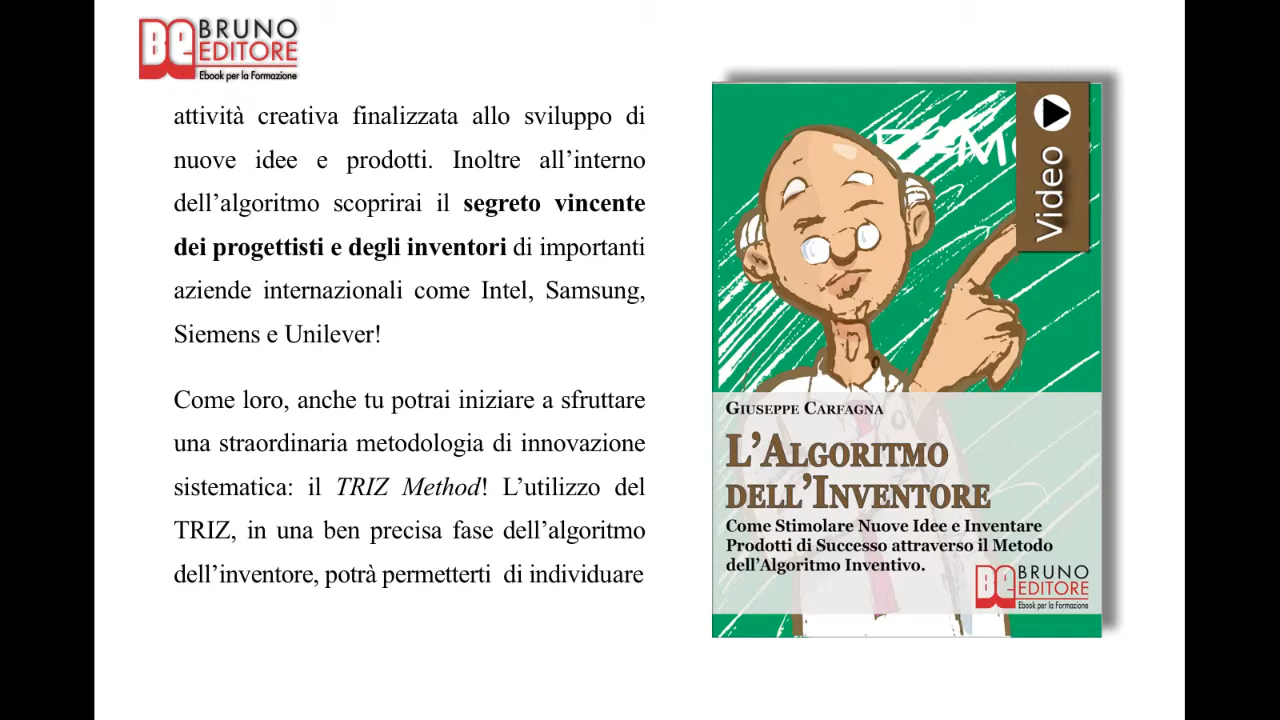 BRUNO
EDITORE
Ebook per la Formazione
attività creativa finalizzata allo sviluppo di
nuove idee e prodotti. Inoltre all’interno
dell’algoritmo scoprirai il segreto vincente
dei progettisti e degli inventori di importanti
aziende internazionali come Intel, Samsung,
Siemens e Unilever!
Come loro, anche tu potrai iniziare a sfruttare
una straordinaria metodologia di innovazione
sistematica: il TRIZ Method! L’utilizzo del
TRIZ, in una ben precisa fase dell’algoritmo
dell’inventore, potrà permetterti di individuare
Video
GIUSEPPE CARFAGNA
L’ALGORITMO
DELL’INVENTORE
Come Stimolare Nuove Idee e Inventare
Prodotti di Successo attraverso il Metodo
dell’Algoritmo Inventivo.
BRUNO
EDITORE
Ebook per la Formazione